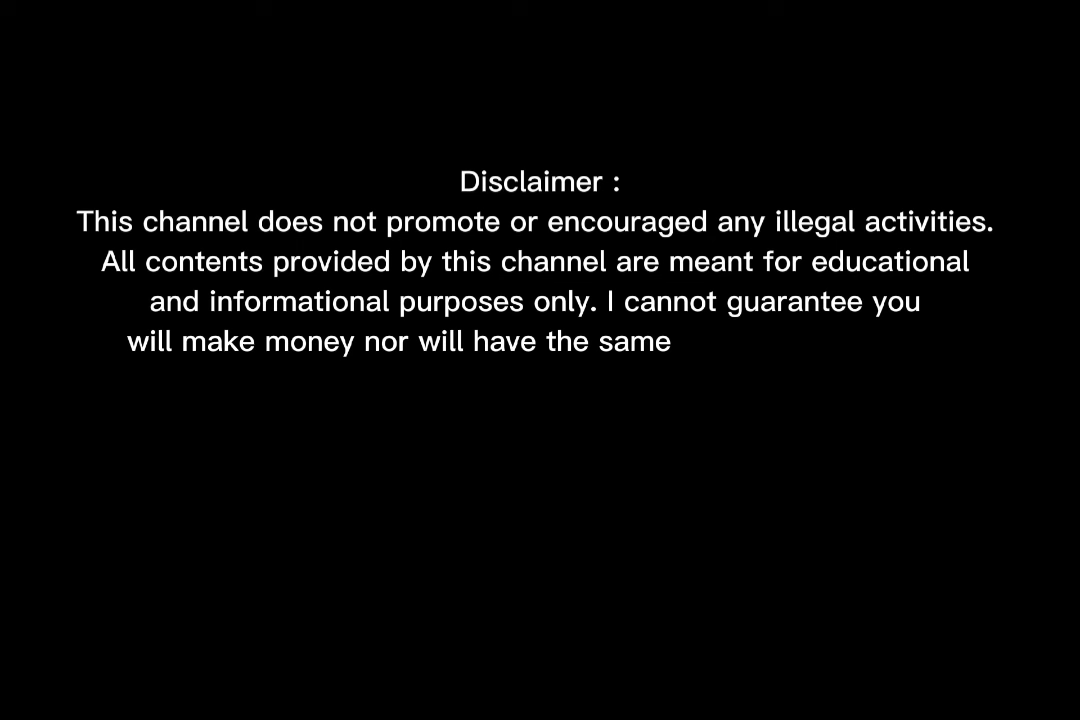 Disclaimer :
This channel does not promote or encouraged any illegal activities.
All contents provided by this channel are meant for educational
and informational purposes only. I cannot guarantee you
will make money nor will have the same